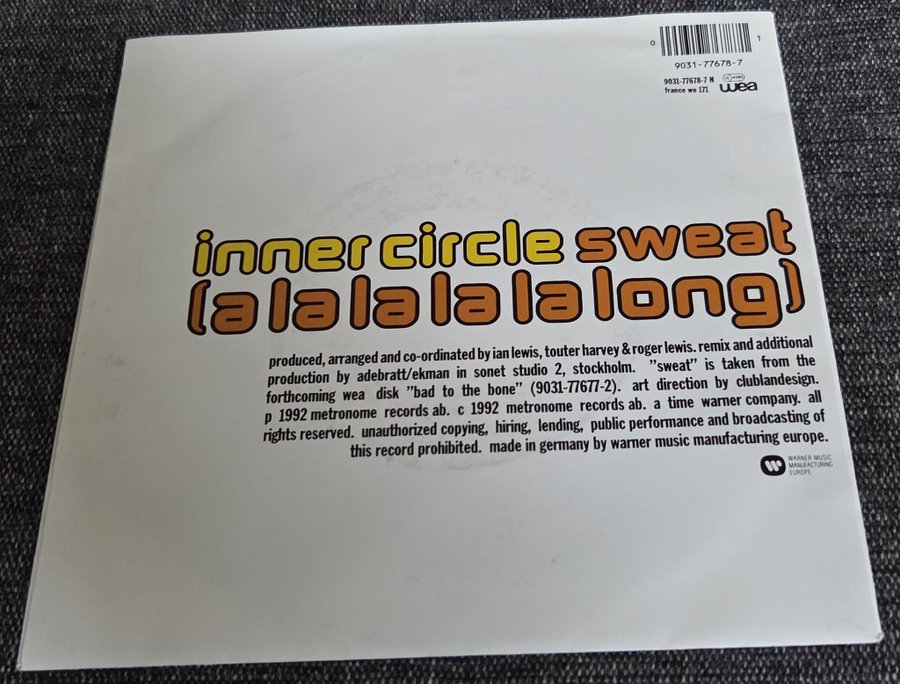 0 1
9031-77678-7
9031-77678-7 N
france we 171
LC 4281
wea
inner circle sweat
(a la la la la long)
produced, arranged and co-ordinated by ian lewis, touter harvey & roger lewis. remix and additional
production by adebratt/ekman in sonet studio 2, stockholm. "sweat" is taken from the
forthcoming wea disk "bad to the bone" (9031-77677-2). art direction by clublandesign.
p 1992 metronome records ab. c 1992 metronome records ab. a time warner company. all
rights reserved. unauthorized copying, hiring, lending, public performance and broadcasting of
this record prohibited. made in germany by warner music manufacturing europe.
WARNER MUSIC
MANUFACTURING
EUROPE